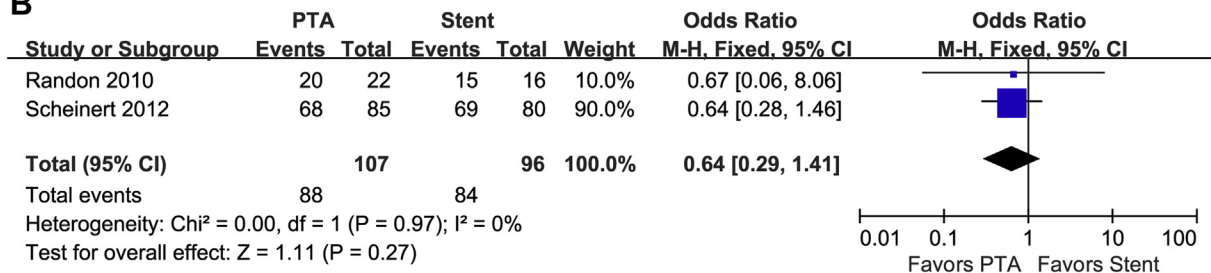 B
PTA Stent Odds Ratio Odds Ratio
Study or Subgroup Events Total Events Total Weight M-H, Fixed, 95% CI M-H, Fixed, 95% CI
Randon 2010 20 22 15 16 10.0% 0.67 [0.06, 8.06]
Scheinert 2012 68 85 69 80 90.0% 0.64 [0.28, 1.46]
Total (95% CI) 107 96 100.0% 0.64 [0.29, 1.41]
Total events 88 84
Heterogeneity: Chi² = 0.00, df = 1 (P = 0.97); I² = 0%
Test for overall effect: Z = 1.11 (P = 0.27)
0.01 0.1 1 10 100
Favors PTA Favors Stent